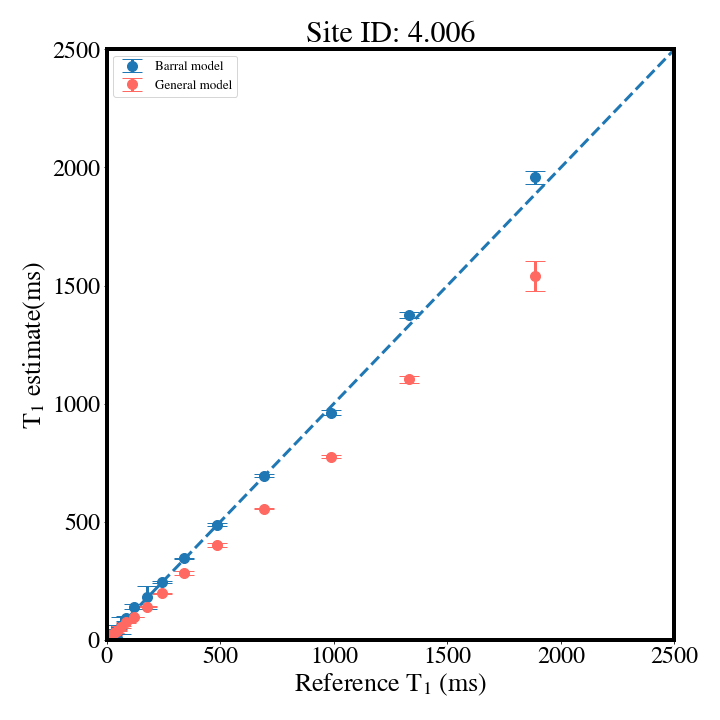 Site ID: 4.006
2500
2000
1500
1000
500
0
T₁ estimate(ms)
Barral model
General model
0 500 1000 1500 2000 2500
Reference T₁ (ms)